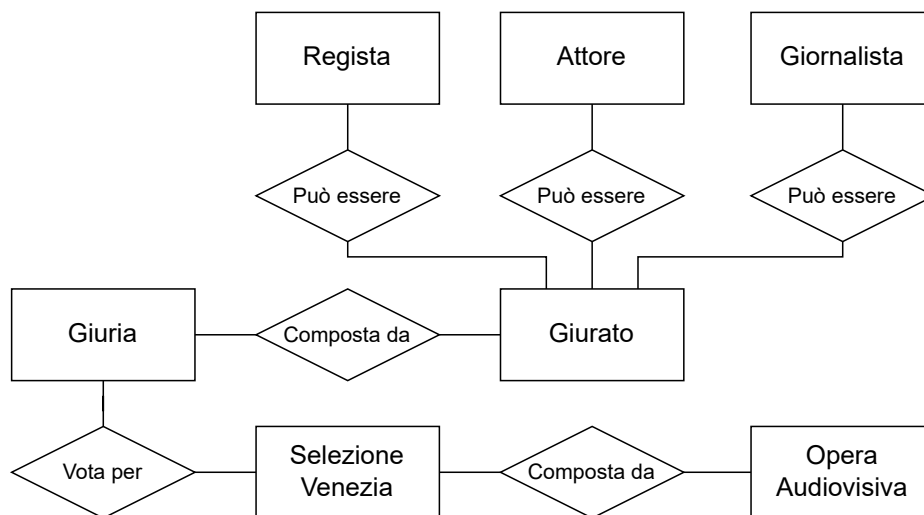 Regista
Attore
Giornalista
Può essere
Può essere
Può essere
Giuria
Composta da
Giurato
Vota per
Selezione
Venezia
Composta da
Opera
Audiovisiva